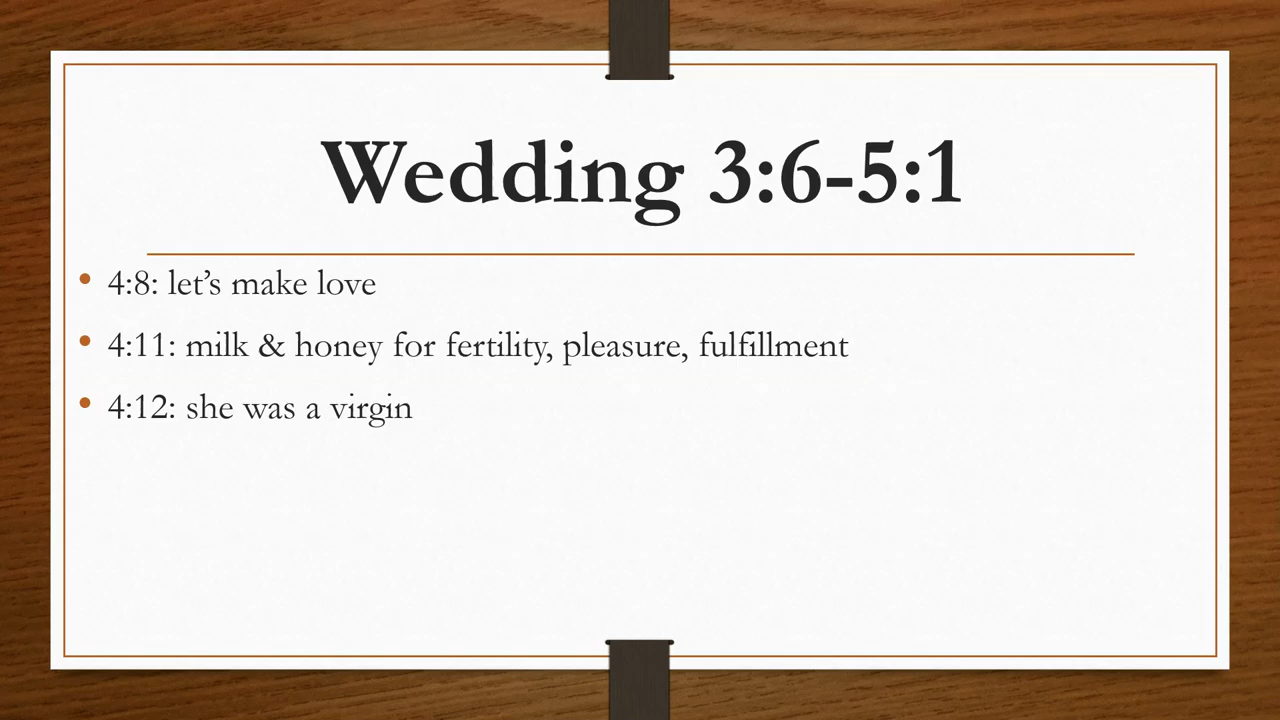 Wedding 3:6-5:1
• 4:8: let’s make love
• 4:11: milk & honey for fertility, pleasure, fulfillment
• 4:12: she was a virgin